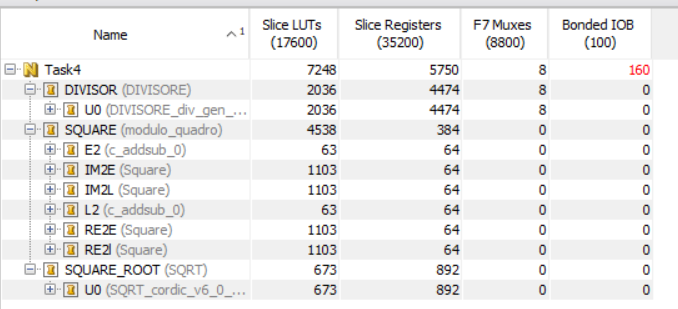 Name ^1 Slice LUTs (17600) Slice Registers (35200) F7 Muxes (8800) Bonded IOB (100)
Task4 7248 5750 8 160
DIVISOR (DIVISORE) 2036 4474 8 0
U0 (DIVISORE_div_gen_... 2036 4474 8 0
SQUARE (modulo_quadro) 4538 384 0 0
E2 (c_addsub_0) 63 64 0 0
IM2E (Square) 1103 64 0 0
IM2L (Square) 1103 64 0 0
L2 (c_addsub_0) 63 64 0 0
RE2E (Square) 1103 64 0 0
RE2l (Square) 1103 64 0 0
SQUARE_ROOT (SQRT) 673 892 0 0
U0 (SQRT_cordic_v6_0_... 673 892 0 0